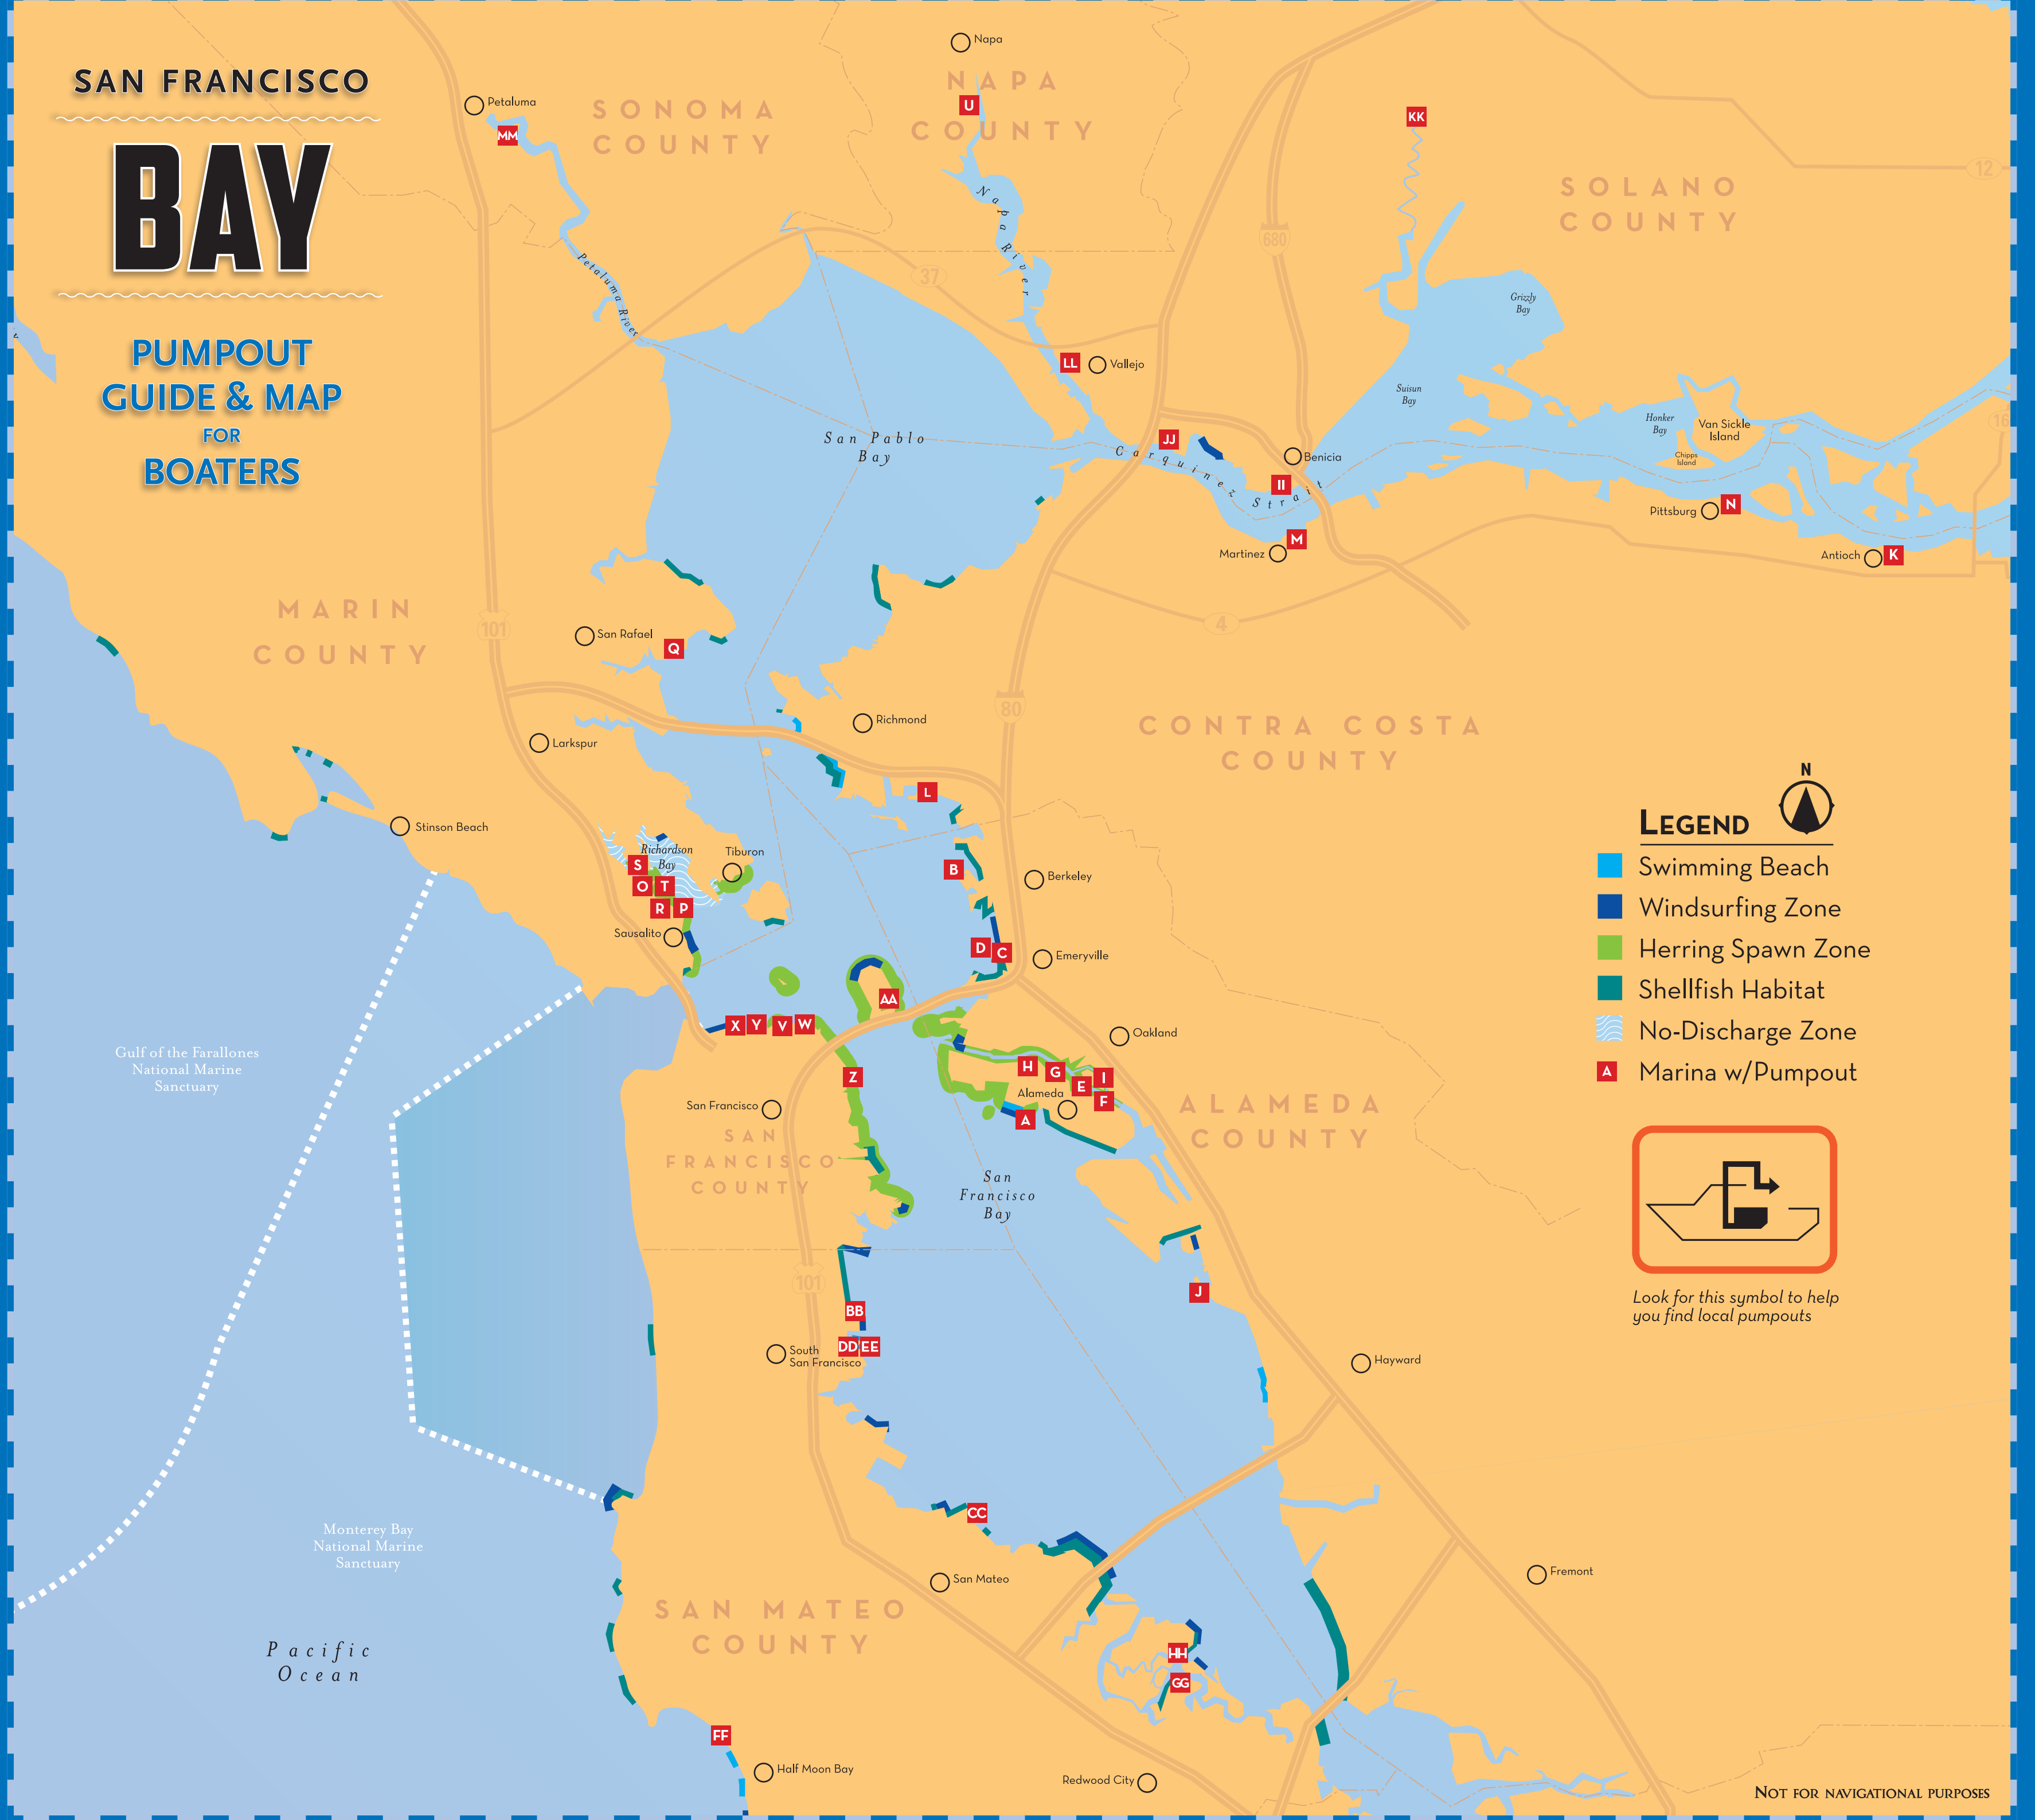 SAN FRANCISCO
BAY
PUMPOUT
GUIDE & MAP
FOR
BOATERS
Napa
NAPA
COUNTY
U
Petaluma
MM
SONOMA
COUNTY
KK
12
SOLANO
COUNTY
Napa River
680
37
Petaluma River
Grizzly
Bay
LL
Vallejo
Suisun
Bay
Honker
Bay
Van Sickle
Island
Chipps
Island
San Pablo
Bay
JJ
Carquinez Strait
Benicia
II
Pittsburg
N
M
Martinez
Antioch
K
MARIN
COUNTY
101
4
San Rafael
Q
80
Richmond
CONTRA COSTA
COUNTY
Larkspur
L
Stinson Beach
Richardson
Bay
Tiburon
S
O
T
R
P
Sausalito
B
Berkeley
D
C
Emeryville
AA
X
Y
V
W
Oakland
Z
H
G
E
I
F
Alameda
A
San Francisco
SAN
FRANCISCO
COUNTY
ALAMEDA
COUNTY
San
Francisco
Bay
Gulf of the Farallones
National Marine
Sanctuary
101
J
BB
DD
EE
South
San Francisco
Hayward
CC
Monterey Bay
National Marine
Sanctuary
San Mateo
Fremont
SAN MATEO
COUNTY
Pacific
Ocean
HH
GG
FF
Half Moon Bay
Redwood City
N
LEGEND
Swimming Beach
Windsurfing Zone
Herring Spawn Zone
Shellfish Habitat
No-Discharge Zone
A
Marina w/Pumpout
Look for this symbol to help
you find local pumpouts
NOT FOR NAVIGATIONAL PURPOSES